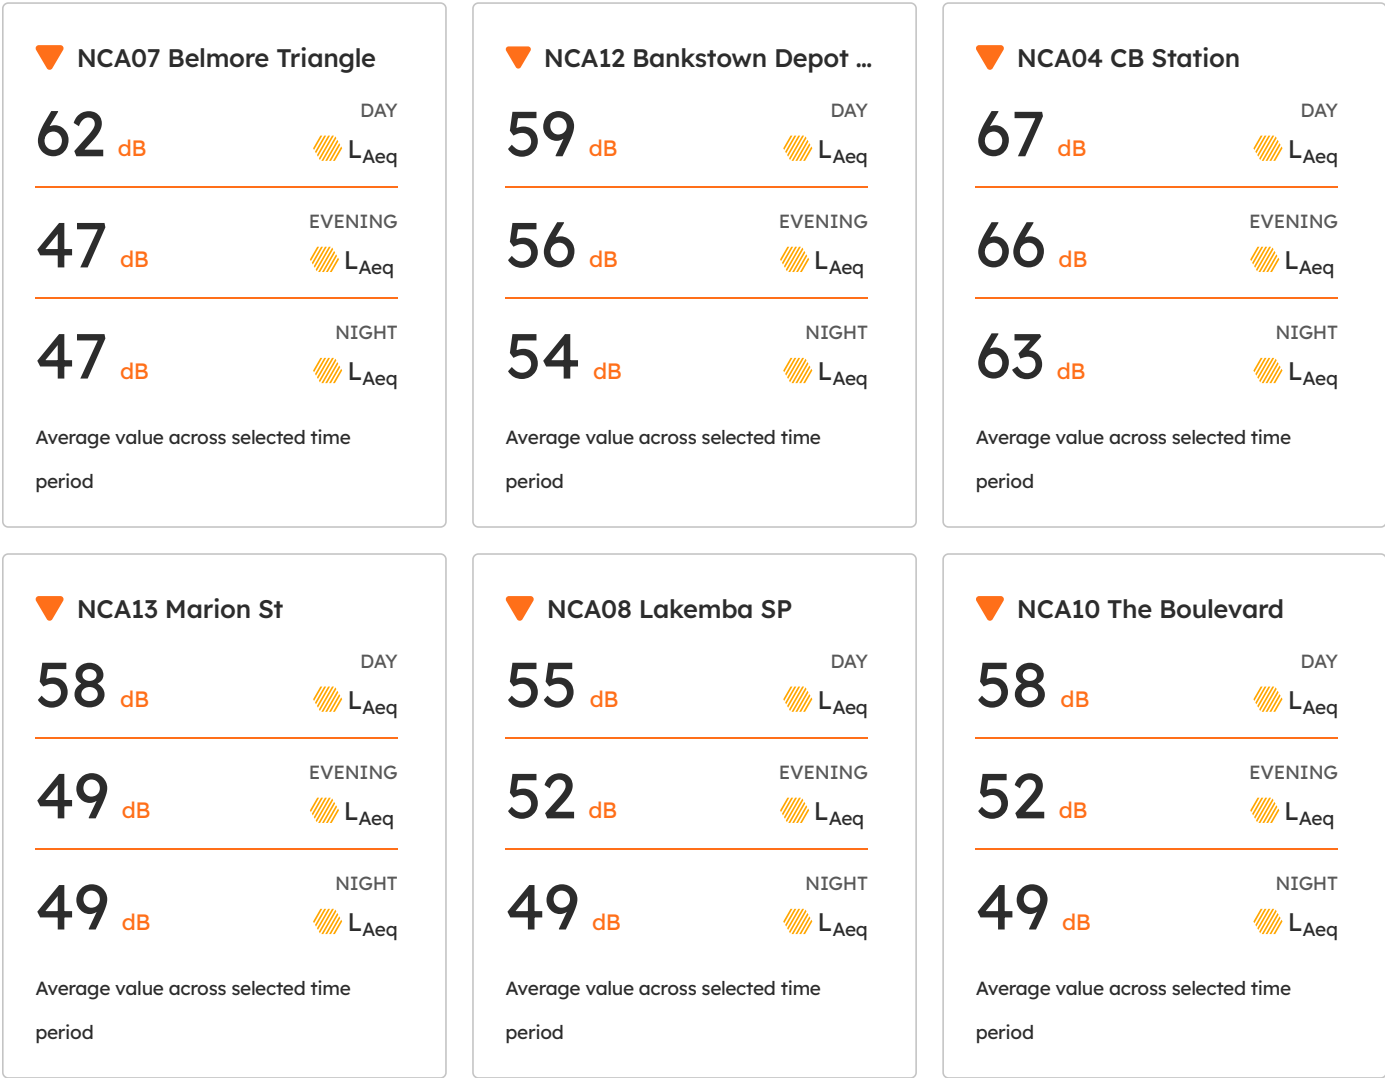 NCA07 Belmore Triangle
62 dB
DAY
LAeq
47 dB
EVENING
LAeq
47 dB
NIGHT
LAeq
Average value across selected time
period
NCA12 Bankstown Depot ...
59 dB
DAY
LAeq
56 dB
EVENING
LAeq
54 dB
NIGHT
LAeq
Average value across selected time
period
NCA04 CB Station
67 dB
DAY
LAeq
66 dB
EVENING
LAeq
63 dB
NIGHT
LAeq
Average value across selected time
period
NCA13 Marion St
58 dB
DAY
LAeq
49 dB
EVENING
LAeq
49 dB
NIGHT
LAeq
Average value across selected time
period
NCA08 Lakemba SP
55 dB
DAY
LAeq
52 dB
EVENING
LAeq
49 dB
NIGHT
LAeq
Average value across selected time
period
NCA10 The Boulevard
58 dB
DAY
LAeq
52 dB
EVENING
LAeq
49 dB
NIGHT
LAeq
Average value across selected time
period